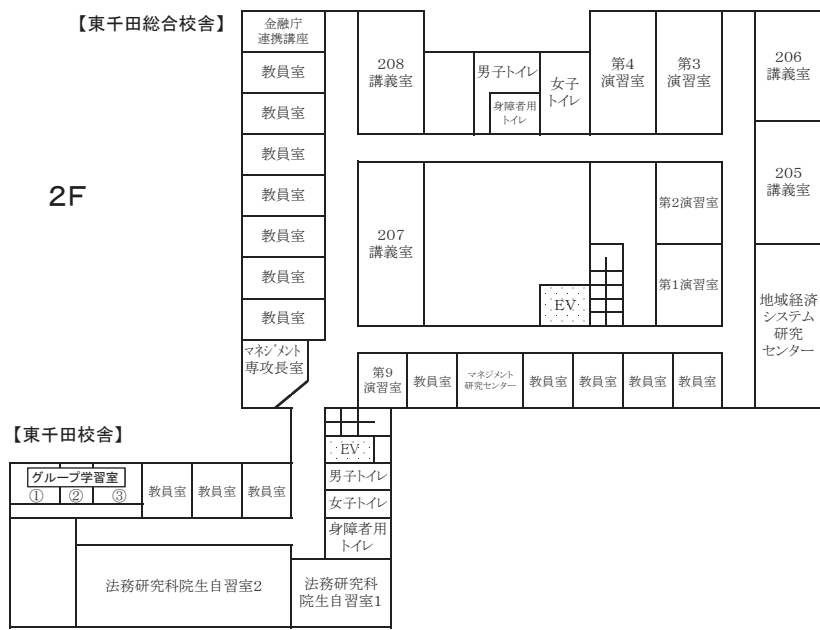 【東千田総合校舎】
2F
金融庁
連携講座
教員室
教員室
教員室
教員室
教員室
教員室
教員室
マネジメント
専攻長室
208
講義室
男子トイレ
身障者用
トイレ
女子
トイレ
第4
演習室
第3
演習室
206
講義室
205
講義室
207
講義室
EV
第2演習室
第1演習室
地域経済
システム
研究
センター
第9
演習室
教員室
マネジメント
研究センター
教員室
教員室
教員室
教員室
【東千田校舎】
グループ学習室
① ② ③
教員室
教員室
教員室
EV
男子トイレ
女子トイレ
身障者用
トイレ
法務研究科院生自習室2
法務研究科
院生自習室1